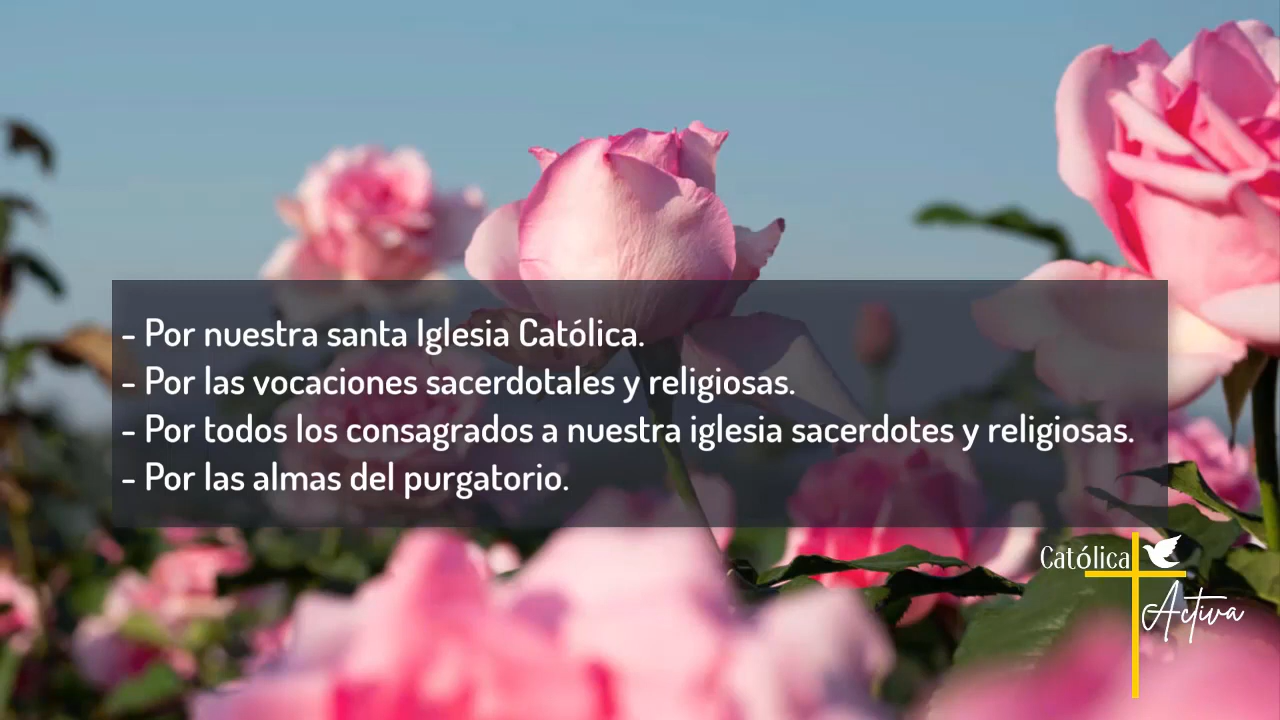 - Por nuestra santa Iglesia Católica.
- Por las vocaciones sacerdotales y religiosas.
- Por todos los consagrados a nuestra iglesia sacerdotes y religiosas.
- Por las almas del purgatorio.
Católica
Activa